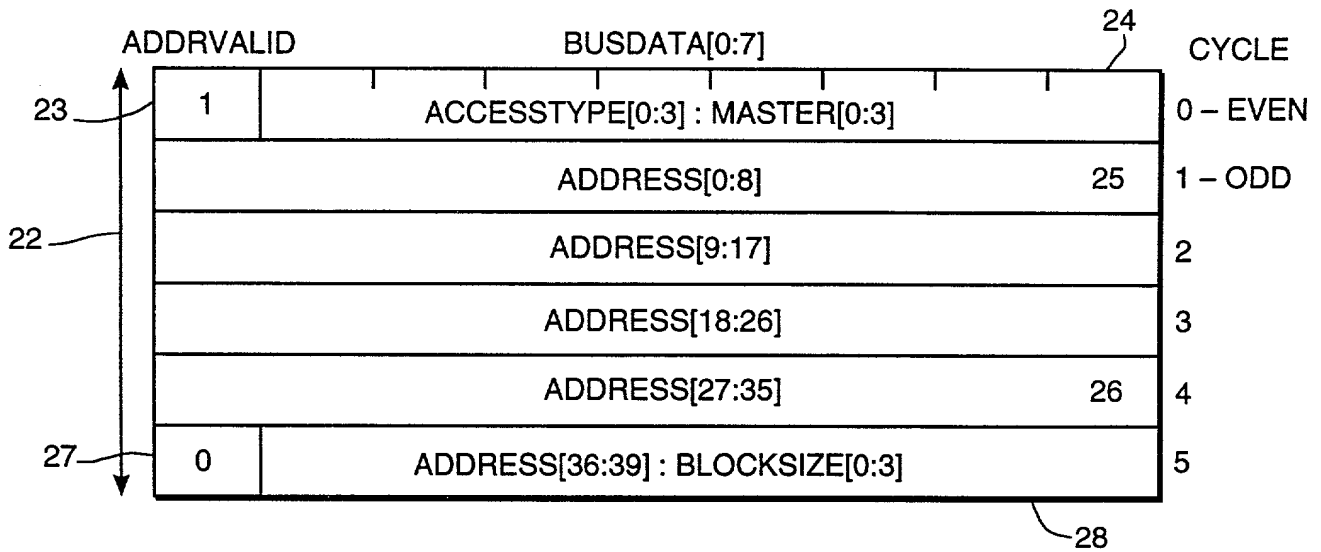 24
ADDRVALID BUSDATA[0:7] CYCLE
23 1 ACCESSTYPE[0:3] : MASTER[0:3] 0 – EVEN
ADDRESS[0:8] 25 1 – ODD
22 ADDRESS[9:17] 2
ADDRESS[18:26] 3
ADDRESS[27:35] 26 4
27 0 ADDRESS[36:39] : BLOCKSIZE[0:3] 5
28